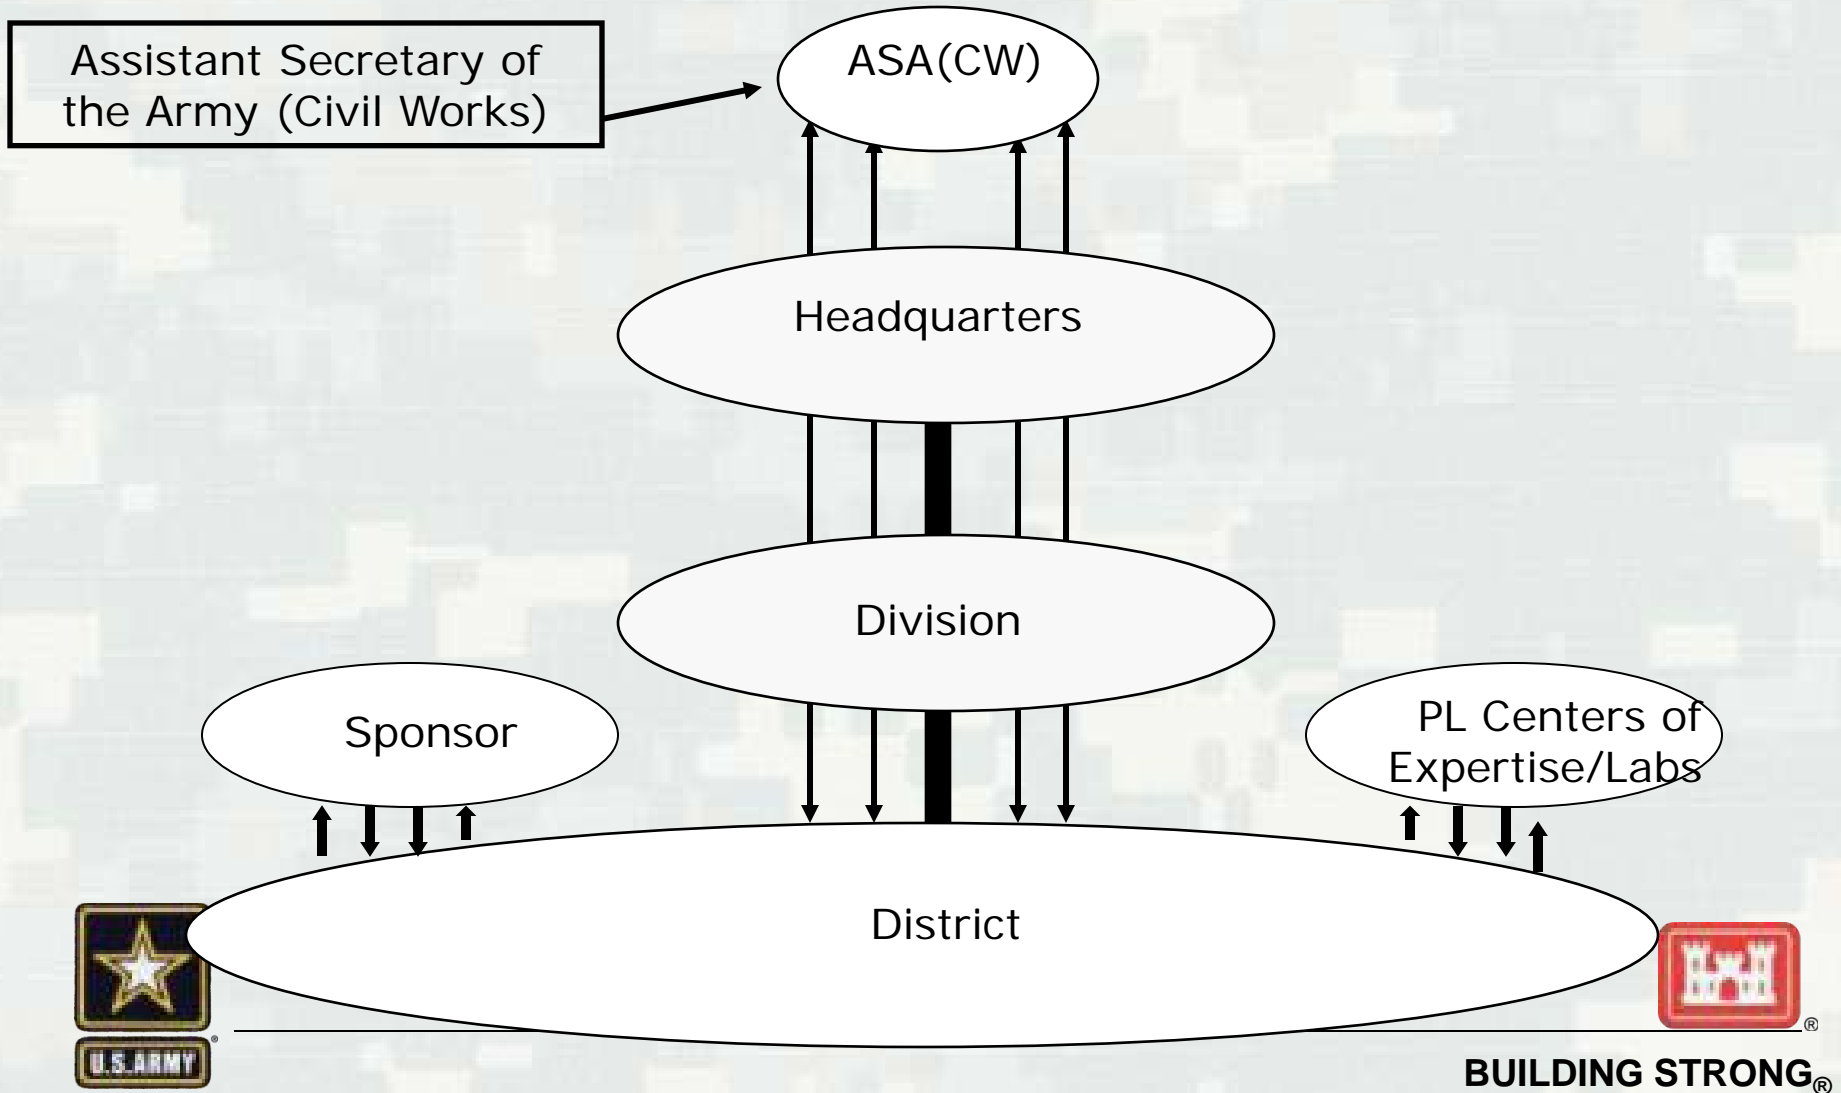 Assistant Secretary of
the Army (Civil Works)
ASA(CW)
Headquarters
Division
Sponsor
PL Centers of
Expertise/Labs
District
U.S.ARMY
®
®
BUILDING STRONG®